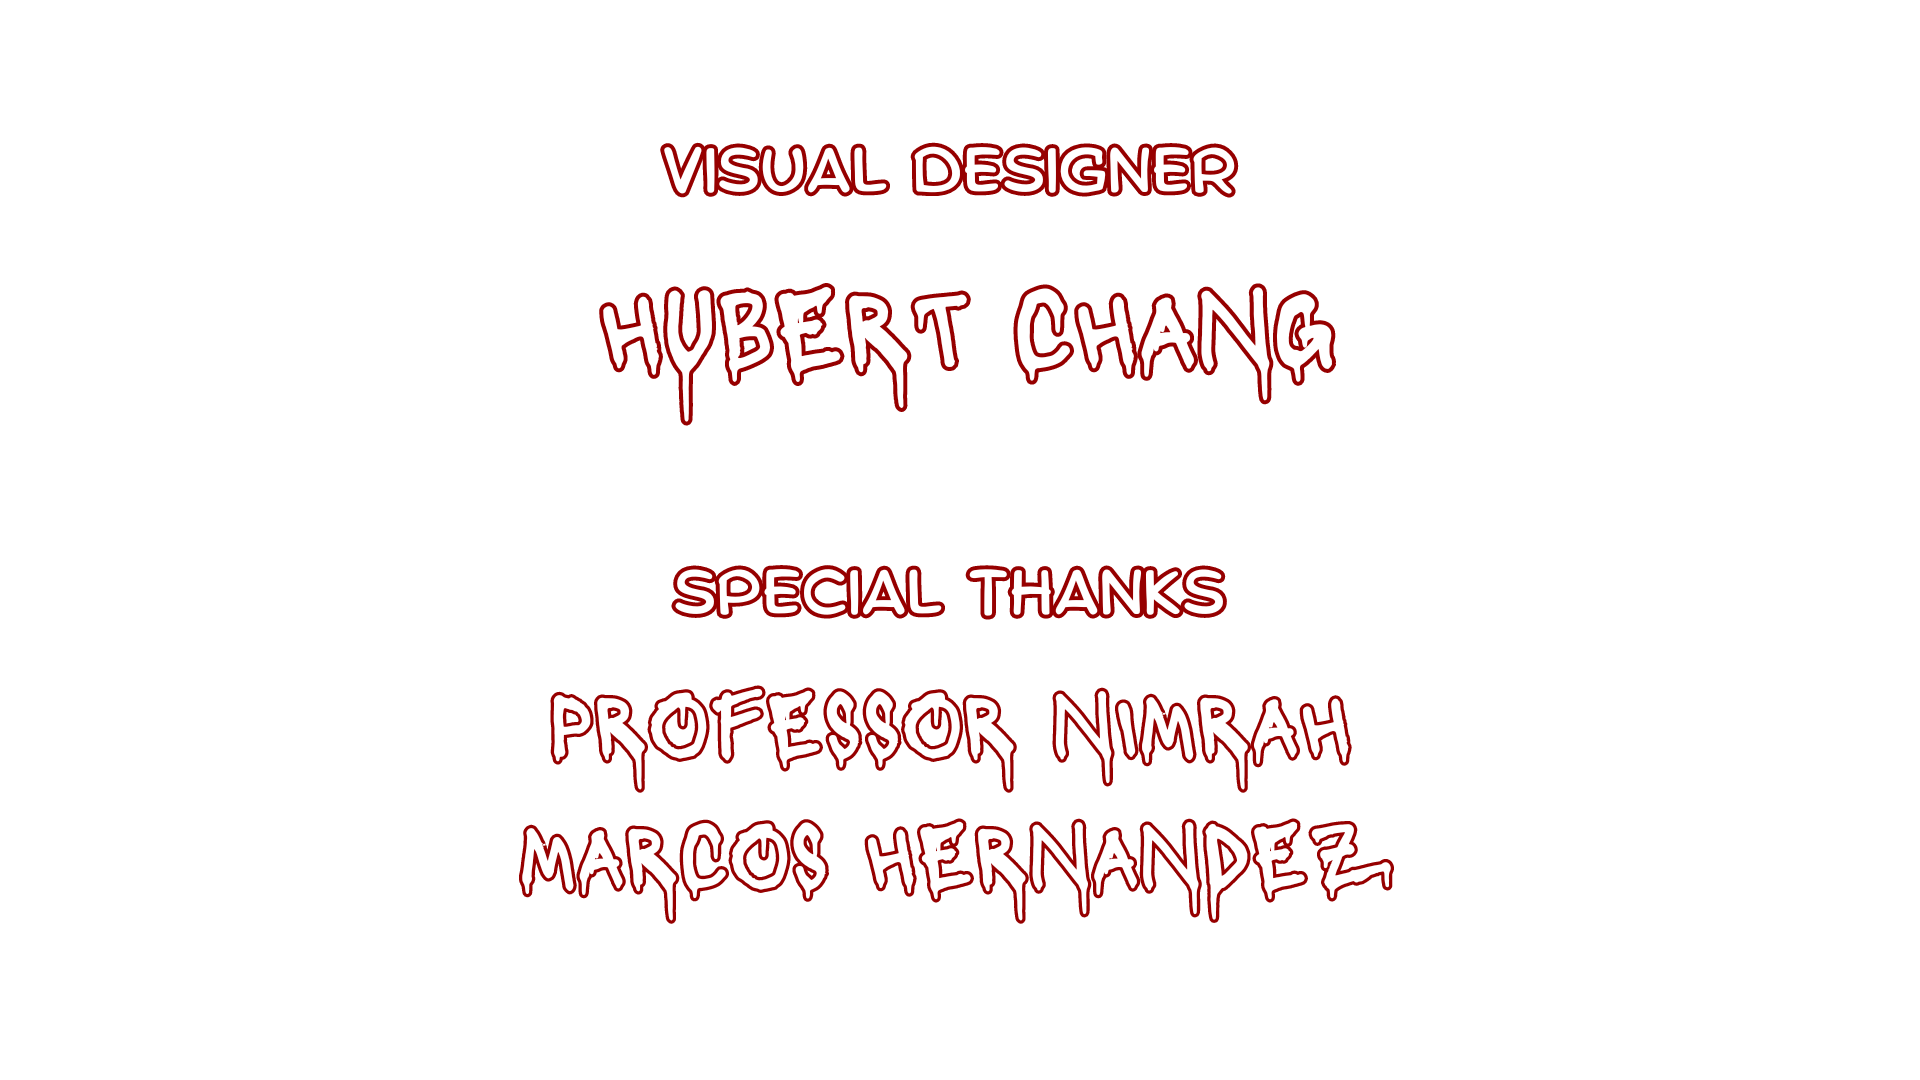 VISUAL DESIGNER
HUBERT CHANG
SPECIAL THANKS
PROFESSOR NIMRAH
MARCOS HERNANDEZ